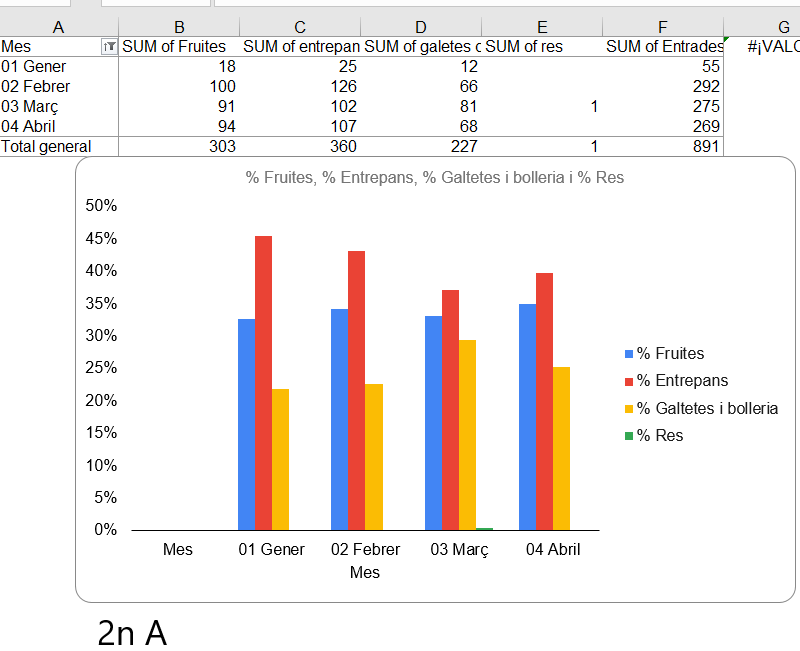 A B C D E F G
Mes SUM of Fruites SUM of entrepan SUM of galetes c SUM of res SUM of Entrades #¡VALO
01 Gener 18 25 12 55
02 Febrer 100 126 66 292
03 Març 91 102 81 1 275
04 Abril 94 107 68 269
Total general 303 360 227 1 891
% Fruites, % Entrepans, % Galtetes i bolleria i % Res
50%
45%
40%
35%
30%
25%
20%
15%
10%
5%
0%
% Fruites
% Entrepans
% Galtetes i bolleria
% Res
Mes 01 Gener 02 Febrer 03 Març 04 Abril
Mes
2n A